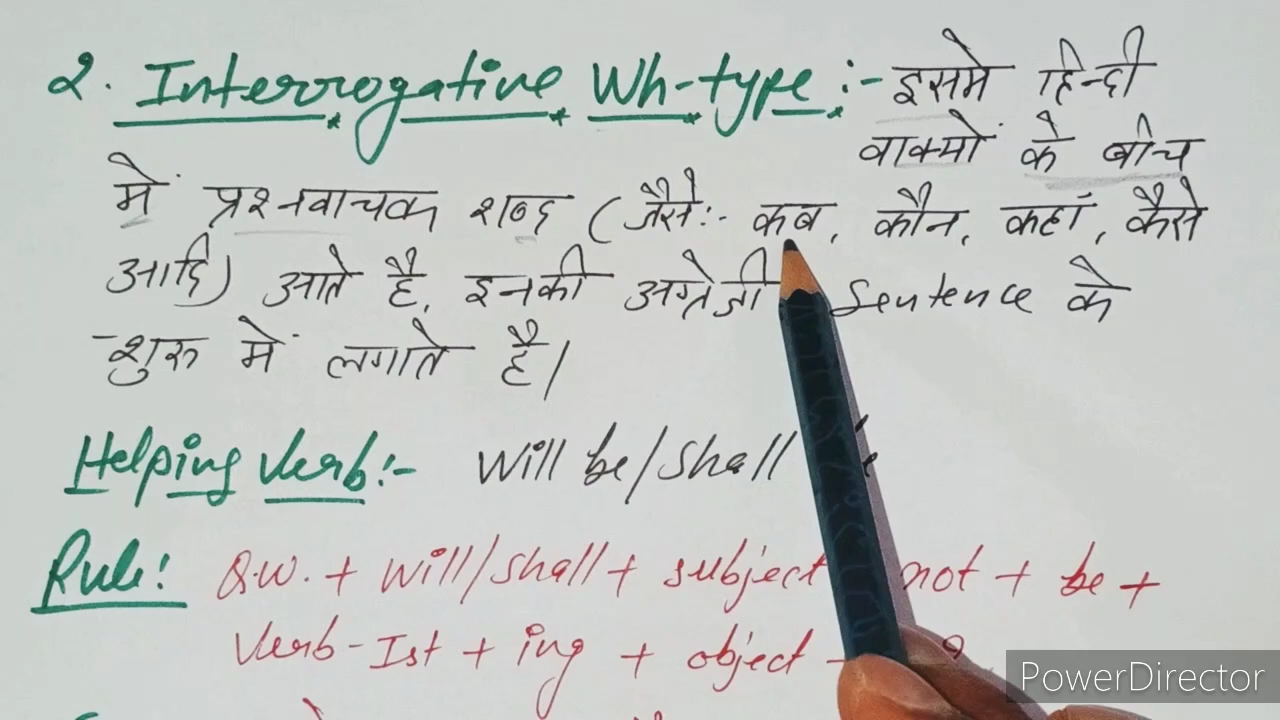 2. Interrogative Wh-type :- इसमे हिन्दी
वाक्यों के बीच
में प्रश्नवाचक शब्द (जैसे:- कब, कौन, कहाँ, कैसे
आदि) आते है, इनकी अग्रेजी Sentence के
शुरू में लगाते है।
Helping Verb:- Will be/Shall
Rule: Q.W. + will/shall + subject not + be +
Verb-Ist + ing + object - ?
PowerDirector